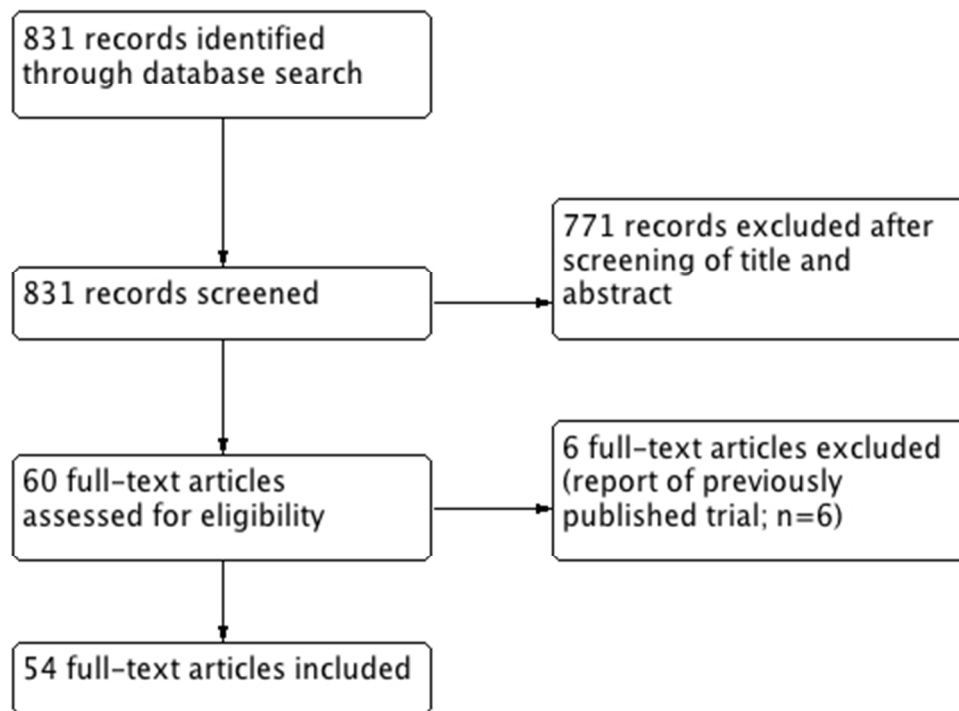 831 records identified
through database search
771 records excluded after
screening of title and
abstract
831 records screened
6 full-text articles excluded
(report of previously
published trial; n=6)
60 full-text articles
assessed for eligibility
54 full-text articles included